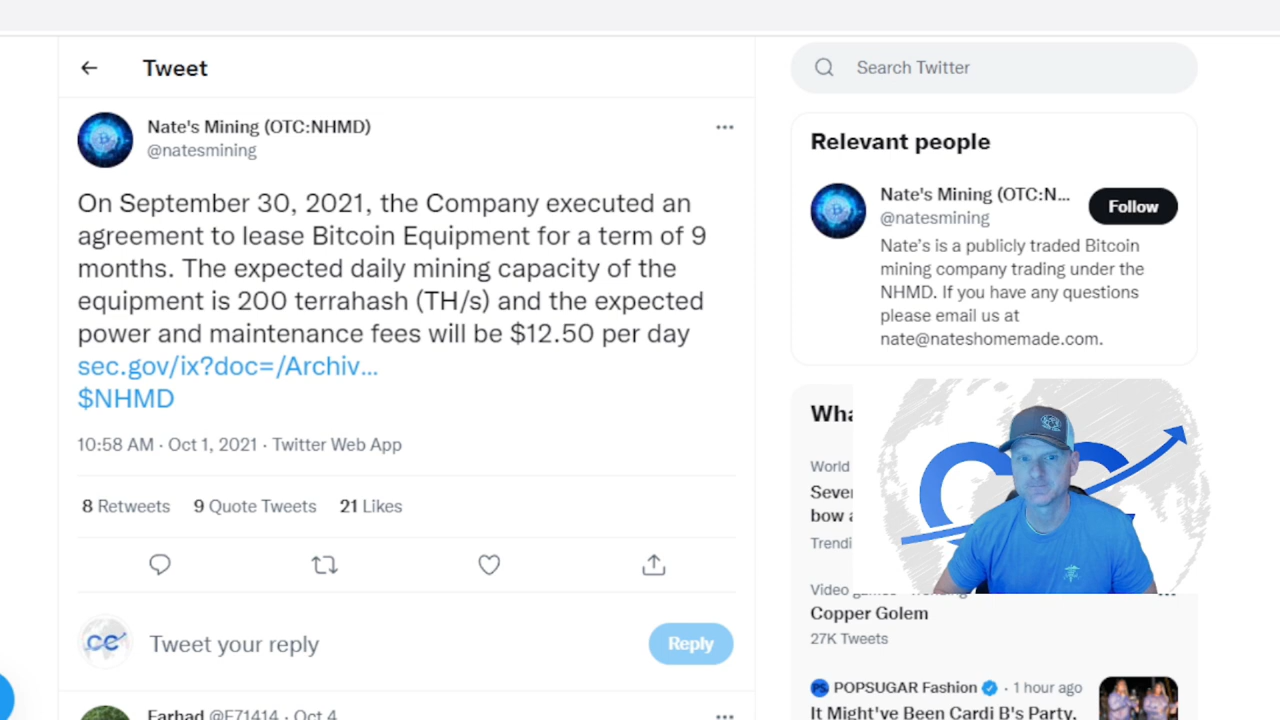 Tweet
Search Twitter
Nate's Mining (OTC:NHMD)
@natesmining
On September 30, 2021, the Company executed an
agreement to lease Bitcoin Equipment for a term of 9
months. The expected daily mining capacity of the
equipment is 200 terrahash (TH/s) and the expected
power and maintenance fees will be $12.50 per day
sec.gov/ix?doc=/Archiv...
$NHMD
10:58 AM · Oct 1, 2021 · Twitter Web App
8 Retweets 9 Quote Tweets 21 Likes
Tweet your reply
Reply
Farhad @F71414 · Oct 4
Relevant people
Nate's Mining (OTC:N...
@natesmining
Follow
Nate's is a publicly traded Bitcoin
mining company trading under the
NHMD. If you have any questions
please email us at
nate@nateshomemade.com.
World
bow
Video games
Copper Golem
27K Tweets
POPSUGAR Fashion · 1 hour ago
It Might've Been Cardi B's Party,